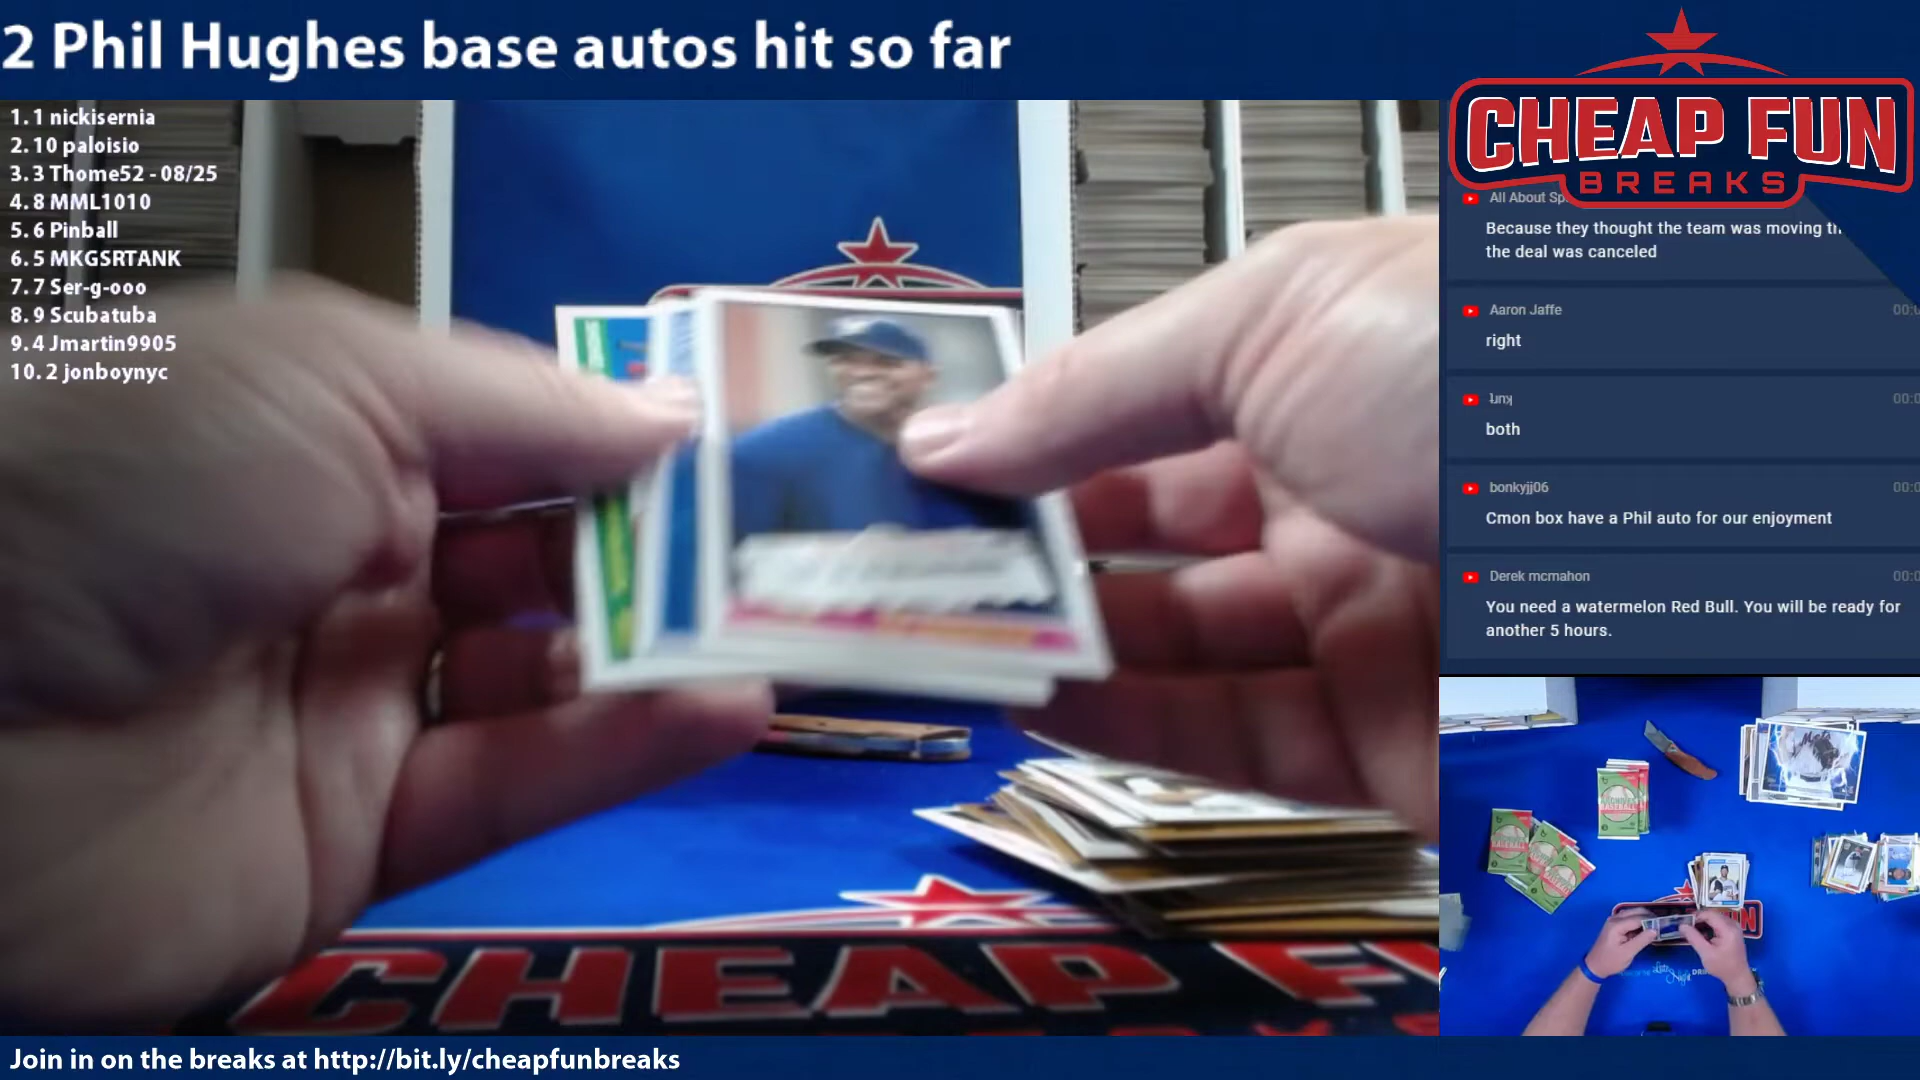 2 Phil Hughes base autos hit so far
1. 1 nickisernia
2. 10 paloisio
3. 3 Thome52 - 08/25
4. 8 MML1010
5. 6 Pinball
6. 5 MKGSRTANK
7. 7 Ser-g-ooo
8. 9 Scubatuba
9. 4 Jmartin9905
10. 2 jonboynyc
CHEAP FUN
BREAKS
All About
Because they thought the team was moving
the deal was canceled
Aaron Jaffe
right
both
bonkyjj06
Cmon box have a Phil auto for our enjoyment
Derek mcmahon
You need a watermelon Red Bull. You will be ready for
another 5 hours.
CHEAP
Join in on the breaks at http://bit.ly/cheapfunbreaks